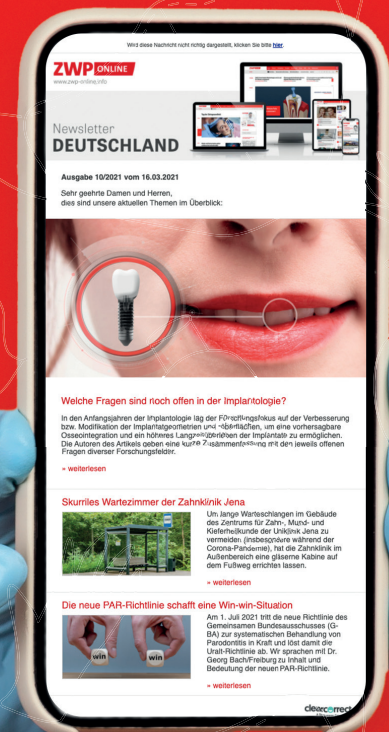 Wird diese Nachricht nicht richtig dargestellt, klicken Sie bitte hier.
ZWP ONLINE
www.zwp-online.info
Newsletter
DEUTSCHLAND
Ausgabe 10/2021 vom 16.03.2021
Sehr geehrte Damen und Herren,
dies sind unsere aktuellen Themen im Überblick:
Welche Fragen sind noch offen in der Implantologie?
In den Anfangsjahren der Implantologie lag der Forschungsfokus auf der Verbesserung
bzw. Modifikation der Implantatgeometrien und -oberflächen, um eine vorhersagbare
Osseointegration und ein höheres Langzeitüberleben der Implantate zu ermöglichen.
Die Autoren des Artikels geben eine kurze Zusammenfassung mit den jeweils offenen
Fragen diverser Forschungsfelder.
» weiterlesen
Skurriles Wartezimmer der Zahnklinik Jena
Um lange Warteschlangen im Gebäude
des Zentrums für Zahn-, Mund- und
Kieferheilkunde der Uniklinik Jena zu
vermeiden (insbesondere während der
Corona-Pandemie), hat die Zahnklinik im
Außenbereich eine gläserne Kabine auf
dem Fußweg errichten lassen.
» weiterlesen
Die neue PAR-Richtlinie schafft eine Win-win-Situation
Am 1. Juli 2021 tritt die neue Richtlinie des
Gemeinsamen Bundesausschusses (G-
BA) zur systematischen Behandlung von
Parodontitis in Kraft und löst damit die
Uralt-Richtlinie ab. Wir sprachen mit Dr.
Georg Bach/Freiburg zu Inhalt und
Bedeutung der neuen PAR-Richtlinie.
win
win
» weiterlesen
clearcorrect